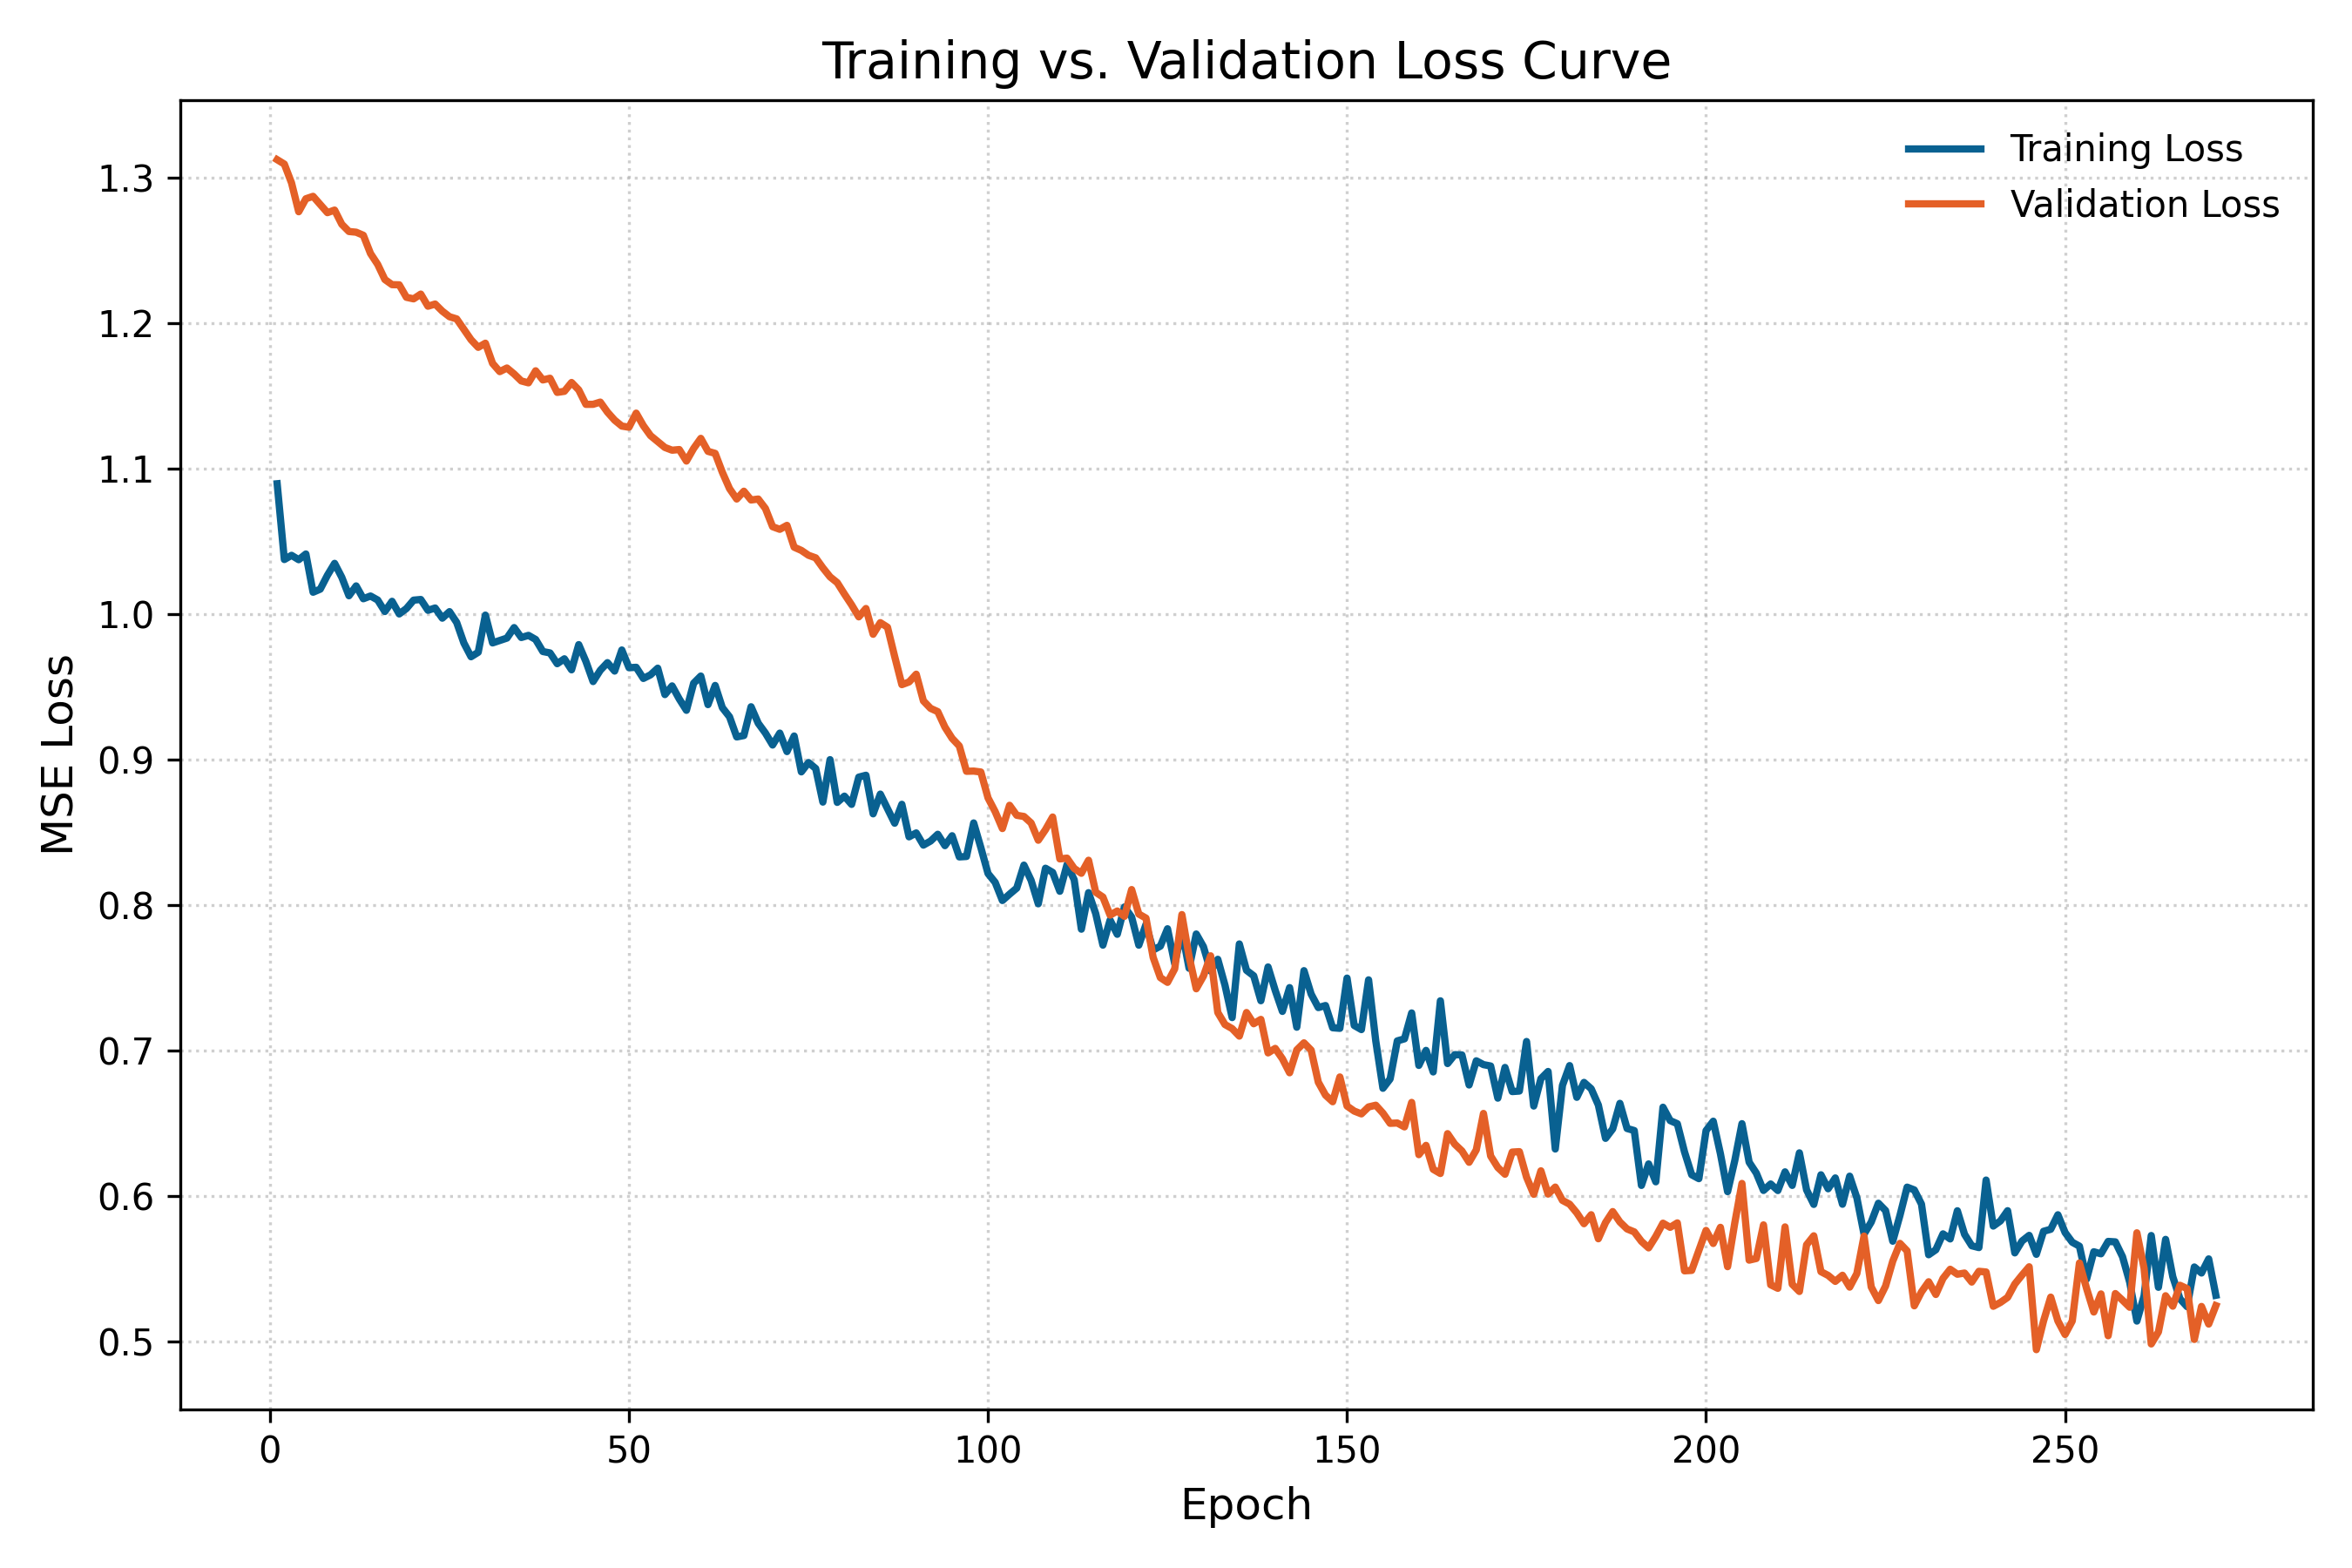 Training vs. Validation Loss Curve
Training Loss
Validation Loss
MSE Loss
1.3
1.2
1.1
1.0
0.9
0.8
0.7
0.6
0.5
0 50 100 150 200 250
Epoch